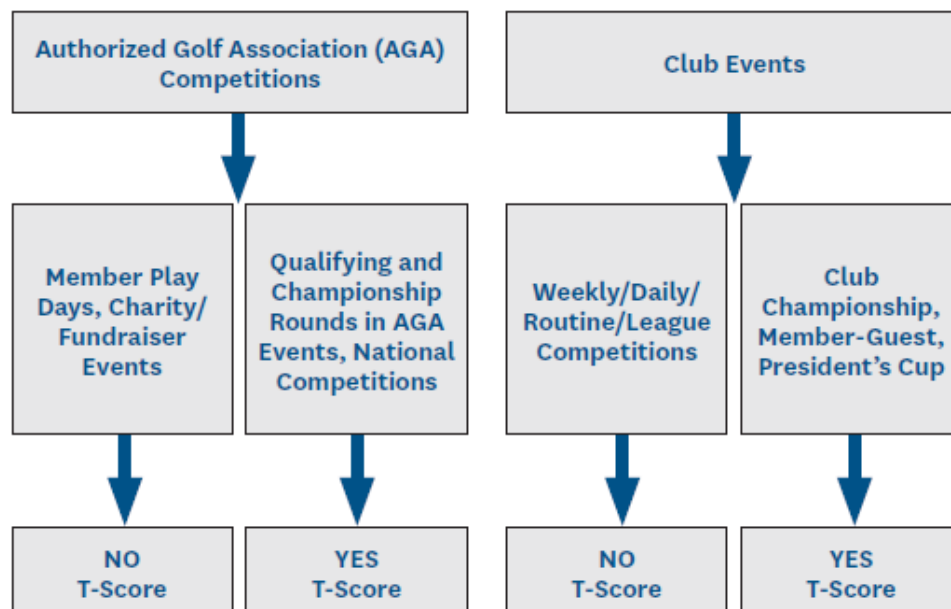 Authorized Golf Association (AGA)
Competitions
Club Events
Member Play
Days, Charity/
Fundraiser
Events
Qualifying and
Championship
Rounds in AGA
Events, National
Competitions
Weekly/Daily/
Routine/League
Competitions
Club
Championship,
Member-Guest,
President’s Cup
NO
T-Score
YES
T-Score
NO
T-Score
YES
T-Score